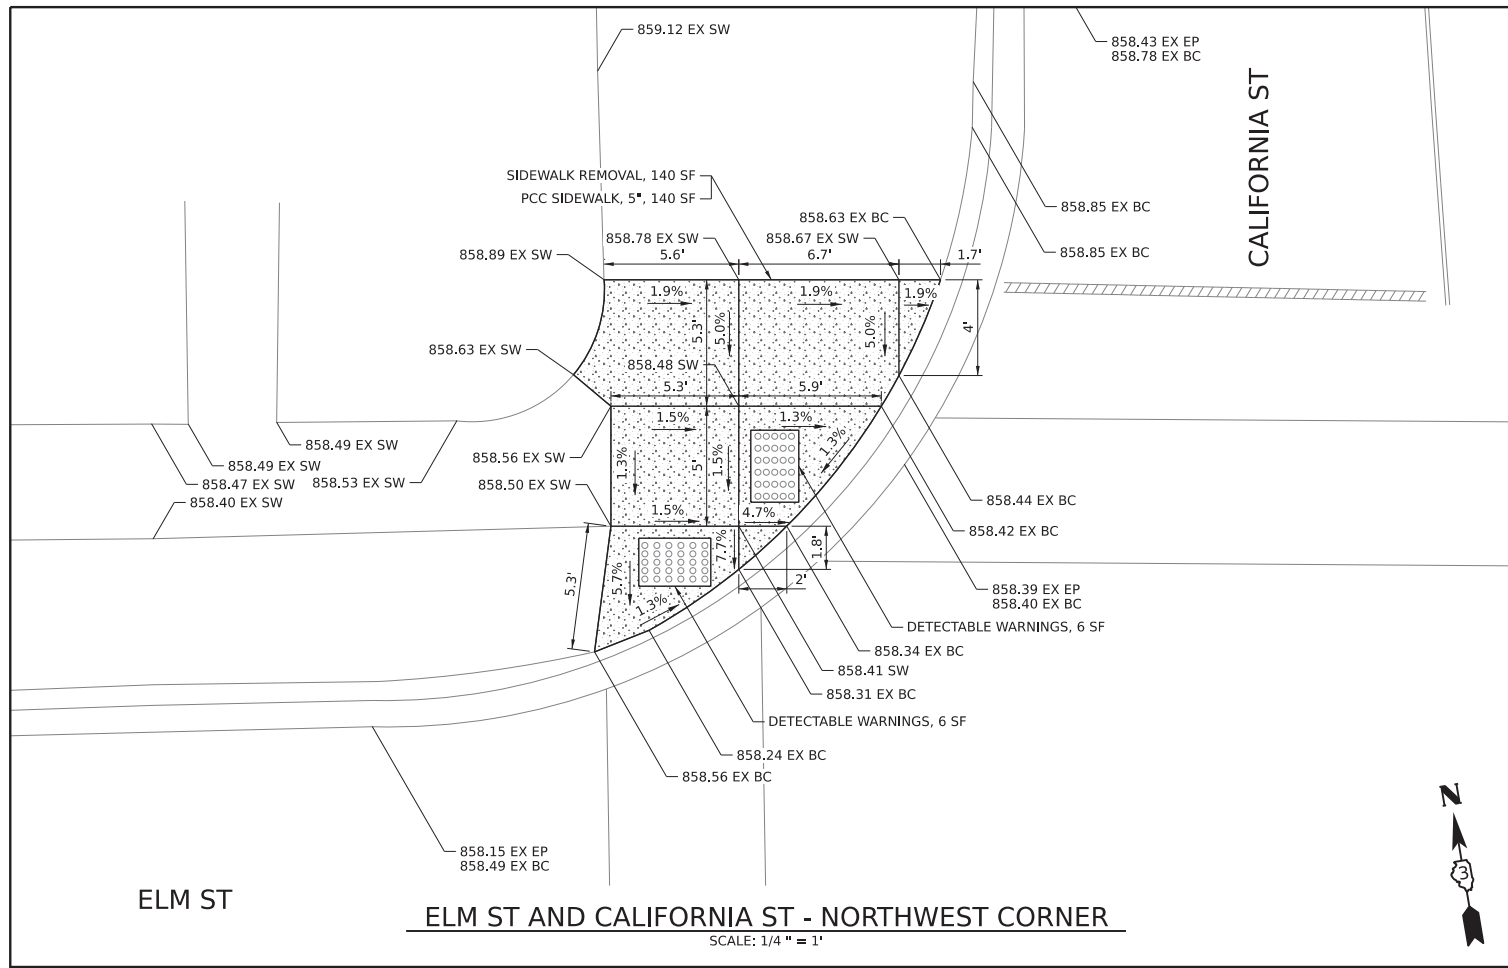 859.12 EX SW
858.43 EX EP
858.78 EX BC
CALIFORNIA ST
SIDEWALK REMOVAL, 140 SF
PCC SIDEWALK, 5", 140 SF
858.85 EX BC
858.63 EX BC
858.78 EX SW
858.67 EX SW
858.89 EX SW
5.6'
6.7'
1.7'
858.85 EX BC
1.9%
1.9%
1.9%
5.3'
5.0%
5.0%
4'
858.63 EX SW
858.48 SW
5.3'
5.9'
1.5%
1.3%
858.49 EX SW
858.49 EX SW
858.47 EX SW
858.53 EX SW
858.40 EX SW
858.56 EX SW
858.50 EX SW
1.3%
5'
1.5%
1.3%
858.44 EX BC
1.5%
4.7%
858.42 EX BC
1.8'
7.7%
5.3'
5.7%
1.3%
2'
858.39 EX EP
858.40 EX BC
DETECTABLE WARNINGS, 6 SF
858.34 EX BC
858.41 SW
858.31 EX BC
DETECTABLE WARNINGS, 6 SF
858.24 EX BC
858.56 EX BC
858.15 EX EP
858.49 EX BC
N
3
ELM ST
ELM ST AND CALIFORNIA ST - NORTHWEST CORNER
SCALE: 1/4 " = 1'